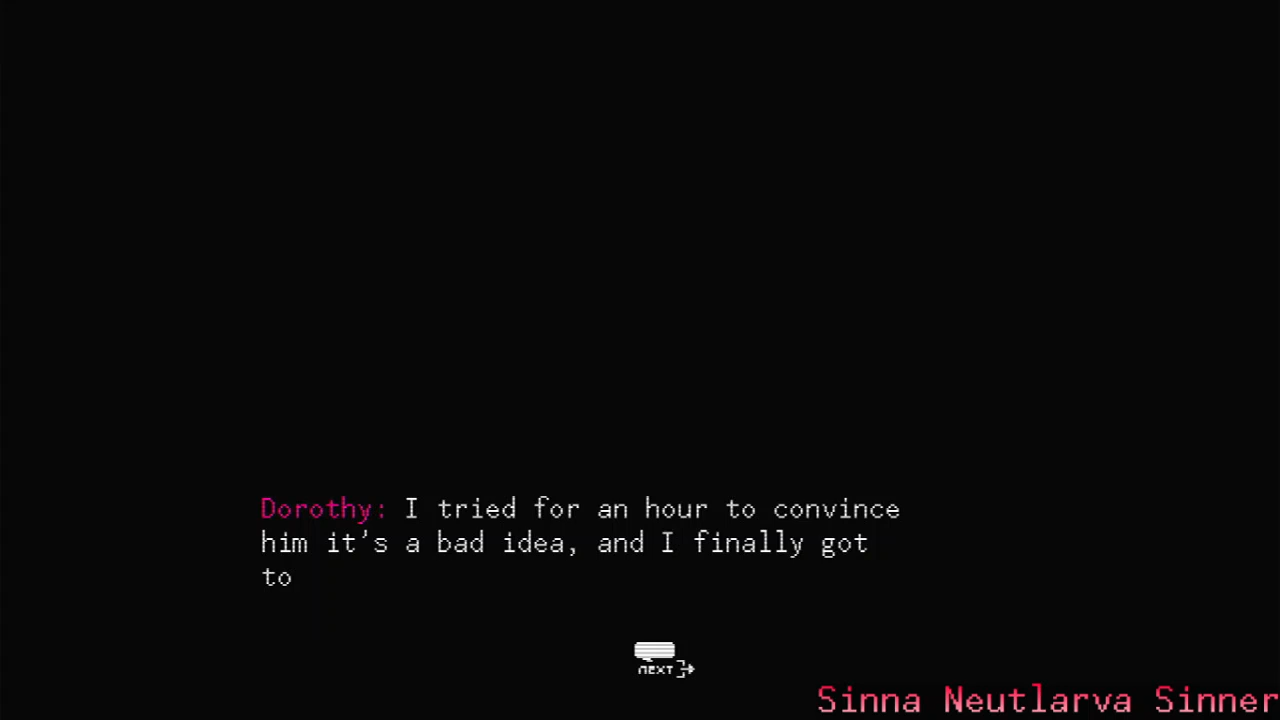 Dorothy: I tried for an hour to convince
him it's a bad idea, and I finally got
to
NEXT
Sinna Neutlarva Sinner